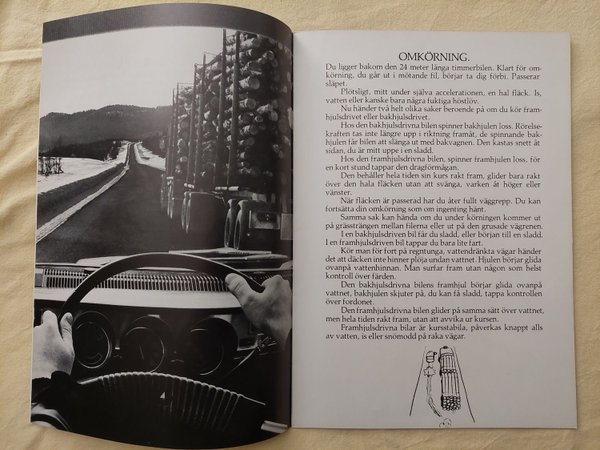 OMKÖRNING.
Du ligger bakom den 24 meter långa timmerbilen. Klart för om-
körning, du går ut i mötande fil, börjar ta dig förbi. Passerar
släpet.
Plötsligt, mitt under själva accelerationen, en hal fläck. Is,
vatten eller kanske bara några fuktiga höstlöv.
Nu händer två helt olika saker beroende på om du kör fram-
hjulsdrivet eller bakhjulsdrivet.
Hos den bakhjulsdrivna bilen spinner bakhjulen loss. Rörelse-
kraften tas inte längre upp i riktning framåt, de spinnande bak-
hjulen får bilen att slänga ut med bakvagnen. Den kastas snett åt
sidan, du är mitt uppe i en sladd.
Hos den framhjulsdrivna bilen, spinner framhjulen loss, för
en kort stund tappar den dragförmågan.
Den behåller hela tiden sin kurs rakt fram, glider bara rakt
över den hala fläcken utan att svänga, varken åt höger eller
vänster.
När fläcken är passerad har du åter fullt väggrepp. Du kan
fortsätta din omkörning som om ingenting hänt.
Samma sak kan hända om du under körningen kommer ut
på grässträngen mellan filerna eller ut på den grusade vägrenen.
I en bakhjulsdriven bil får du sladd, eller början till en sladd.
I en framhjulsdriven bil tappar du bara lite fart.
Kör man för fort på regntunga, vattendränkta vägar händer
det att däcken inte hinner plöja undan vattnet. Hjulen börjar glida
ovanpå vattenhinnan. Man surfar fram utan någon som helst
kontroll över färden.
Den bakhjulsdrivna bilens framhjul börjar glida ovanpå
vattnet, bakhjulen skjuter på, du kan få sladd, tappa kontrollen
över fordonet.
Den framhjulsdrivna bilen glider på samma sätt över vattnet,
men hela tiden rakt fram, utan att avvika ur kursen.
Framhjulsdrivna bilar är kursstabila, påverkas knappt alls
av vatten, is eller snömodd på raka vägar.